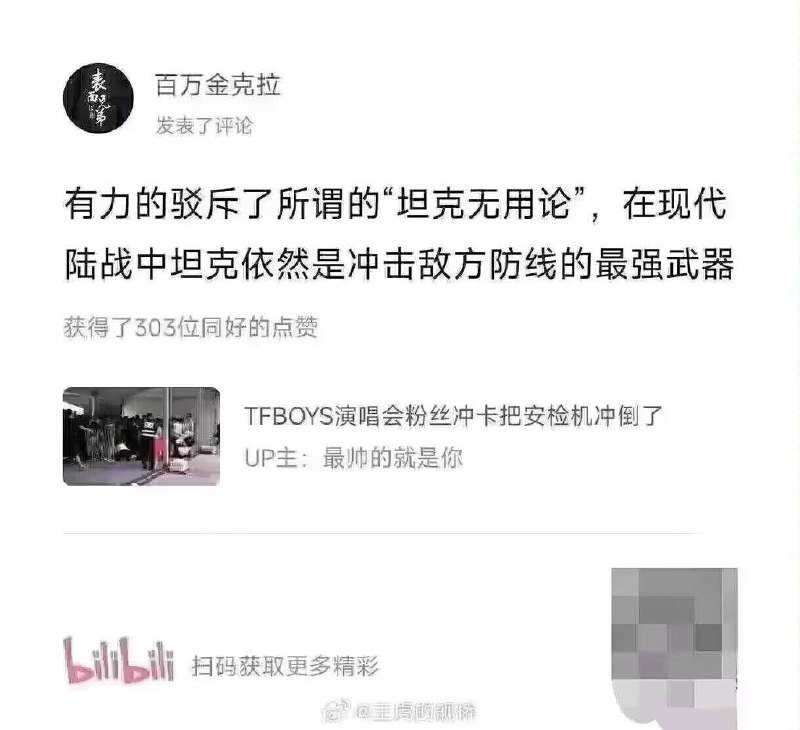 百万金克拉
发表了评论
有力的驳斥了所谓的“坦克无用论”，在现代
陆战中坦克依然是冲击敌方防线的最强武器
获得了303位同好的点赞
TFBOYS演唱会粉丝冲卡把安检机冲倒了
UP主：最帅的就是你
bilibili 扫码获取更多精彩